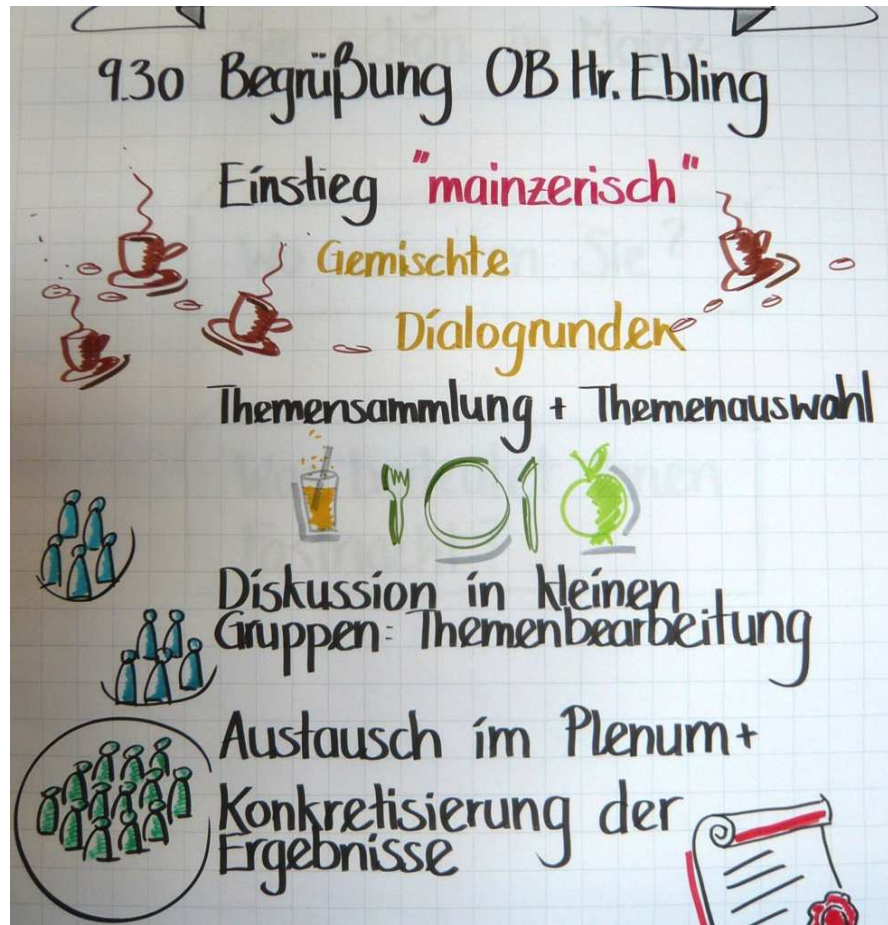 9.30 Begrüßung OB Hr. Ebling
Einstieg "mainzerisch"
Gemischte
Dialogrunden
Themensammlung + Themenauswahl
Diskussion in kleinen
Gruppen: Themenbearbeitung
Austausch im Plenum +
Konkretisierung der
Ergebnisse